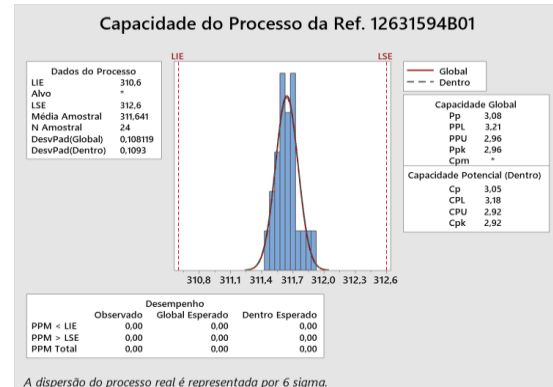 Capacidade do Processo da Ref. 12631594B01
LIE
LSE
Dados do Processo
LIE 310,6
Alvo *
LSE 312,6
Média Amostral 311,641
N Amostral 24
DesvPad(Global) 0,108119
DesvPad(Dentro) 0,1093
Global
Dentro
Capacidade Global
Pp 3,08
PPL 3,21
PPU 2,96
Ppk 2,96
Cpm *
Capacidade Potencial (Dentro)
Cp 3,05
CPL 3,18
CPU 2,92
Cpk 2,92
310,8 311,1 311,4 311,7 312,0 312,3 312,6
Desempenho
Observado Global Esperado Dentro Esperado
PPM < LIE 0,00 0,00 0,00
PPM > LSE 0,00 0,00 0,00
PPM Total 0,00 0,00 0,00
A dispersão do processo real é representada por 6 sigma.